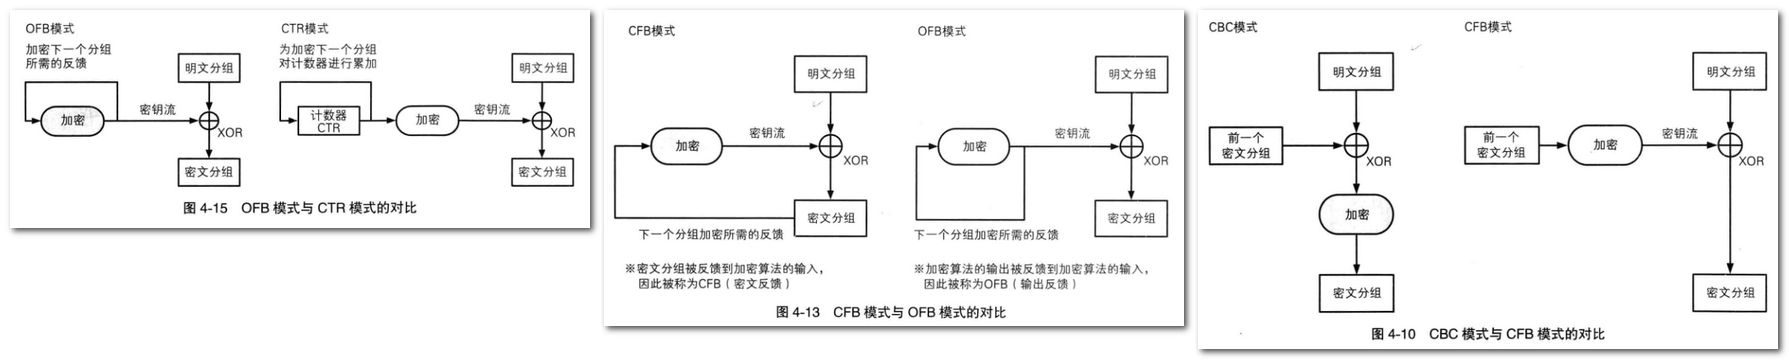 OFB模式
加密下一个分组
所需的反馈
明文分组
加密
密钥流
XOR
密文分组
CTR模式
为加密下一个分组
对计数器进行累加
明文分组
计数器
CTR
加密
密钥流
XOR
密文分组
图 4-15 OFB 模式与 CTR 模式的对比
CFB模式
明文分组
加密
密钥流
XOR
密文分组
下一个分组加密所需的反馈
※密文分组被反馈到加密算法的输入，
因此被称为CFB（密文反馈）
OFB模式
明文分组
加密
密钥流
XOR
密文分组
下一个分组加密所需的反馈
※加密算法的输出被反馈到加密算法的输入，
因此被称为OFB（输出反馈）
图 4-13 CFB 模式与 OFB 模式的对比
CBC模式
明文分组
前一个
密文分组
XOR
加密
密文分组
CFB模式
明文分组
前一个
密文分组
加密
密钥流
XOR
密文分组
图 4-10 CBC 模式与 CFB 模式的对比